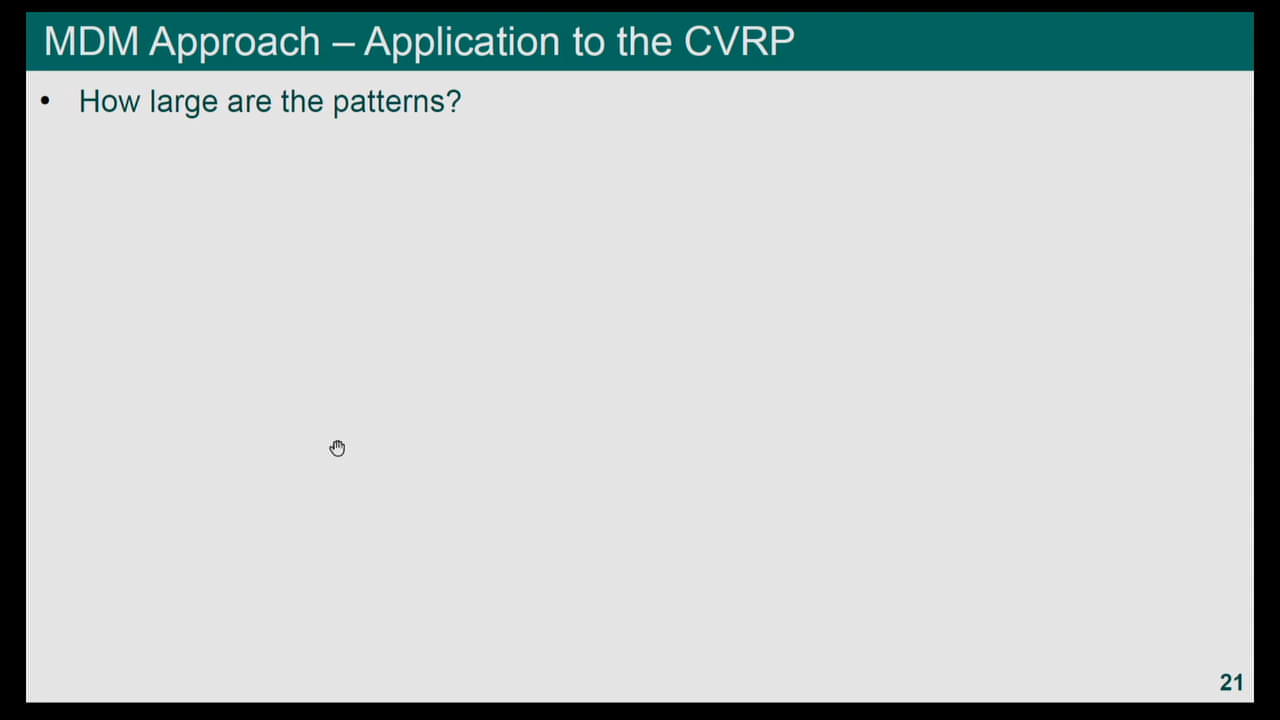 MDM Approach – Application to the CVRP
• How large are the patterns?
21